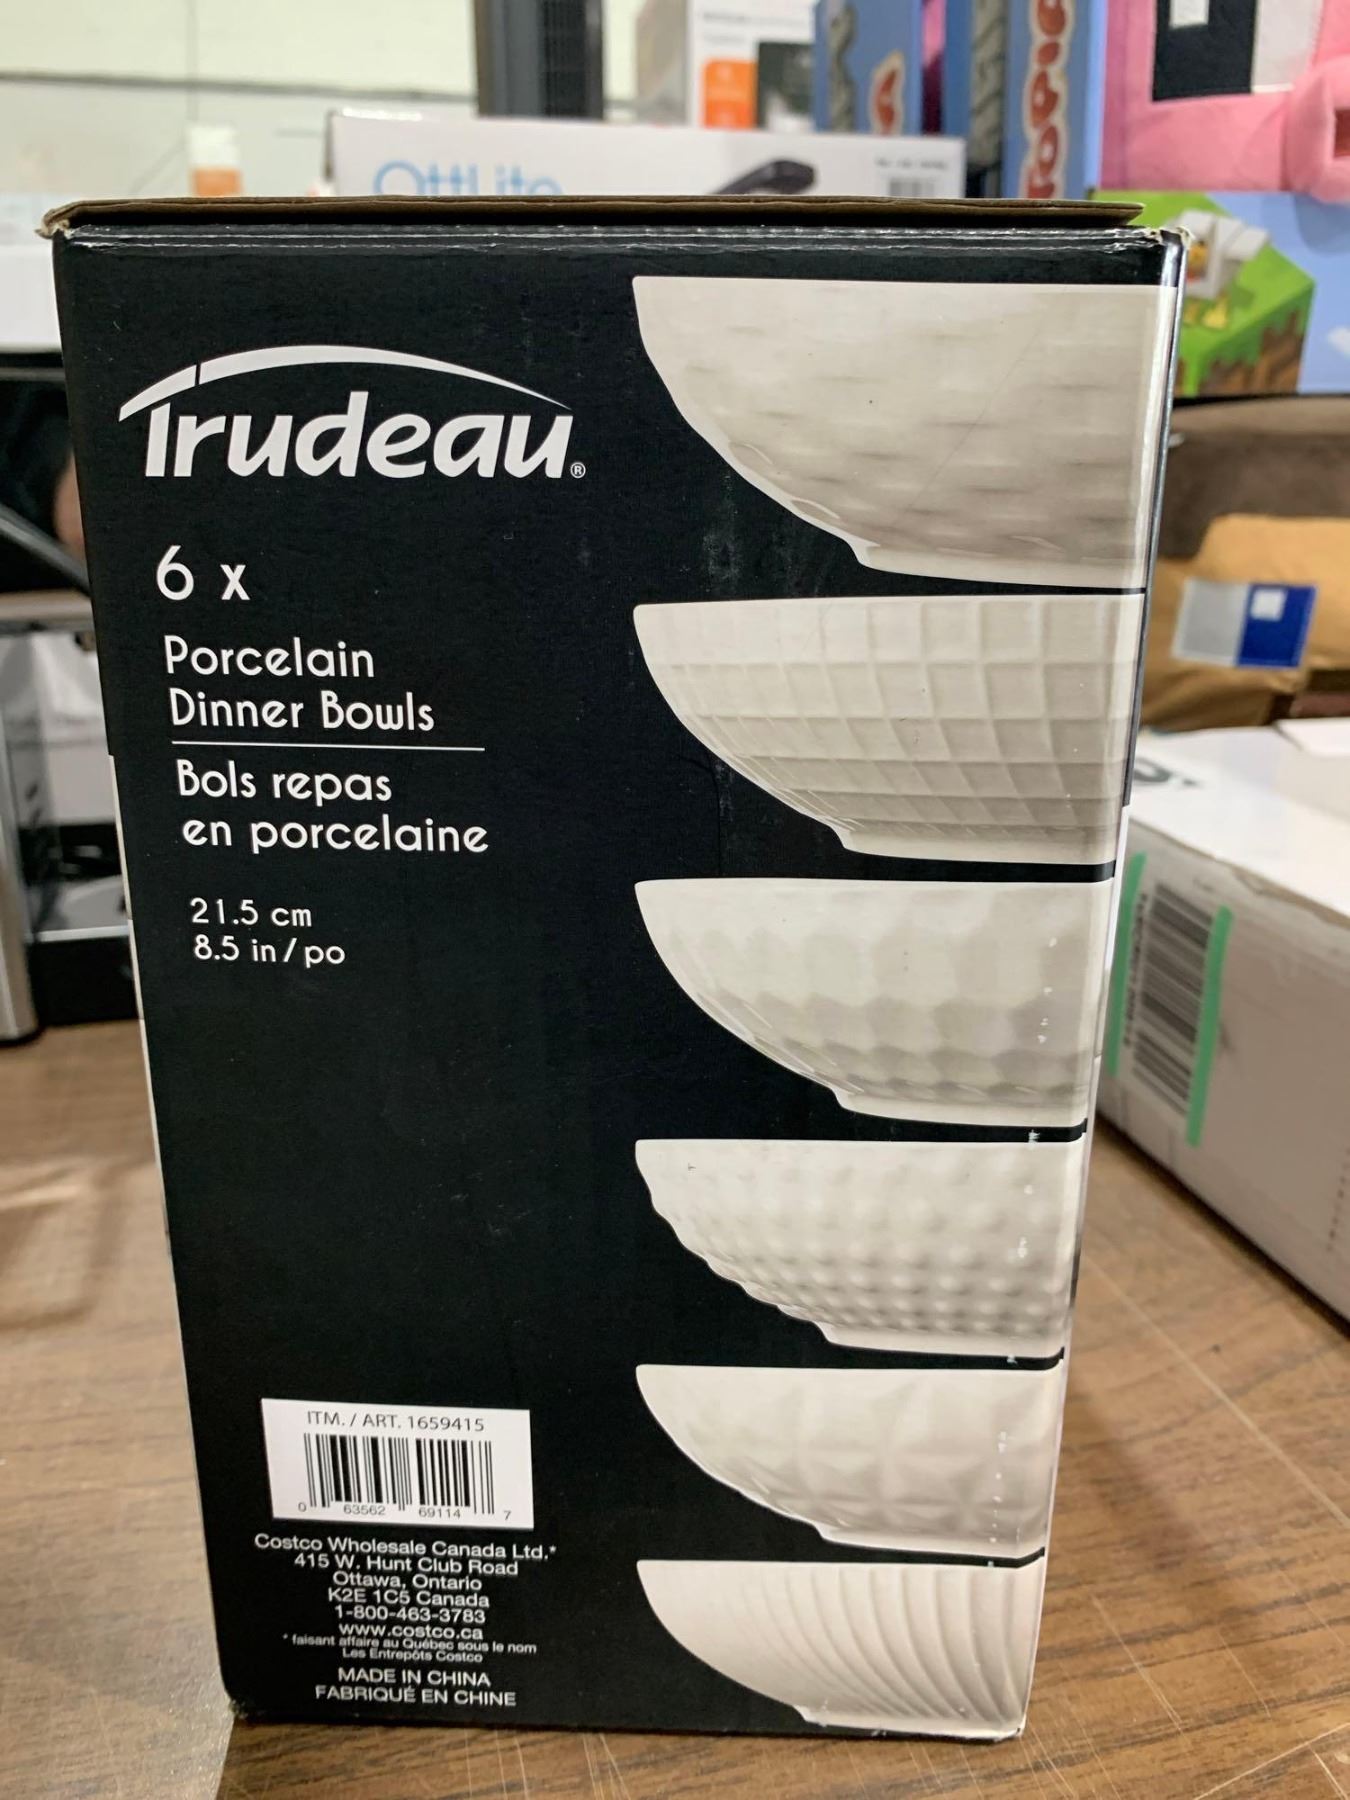 OttLite
Trudeau®
6 x
Porcelain
Dinner Bowls
Bols repas
en porcelaine
21.5 cm
8.5 in / po
ITM. / ART. 1659415
0 63562 69114 7
Costco Wholesale Canada Ltd.*
415 W. Hunt Club Road
Ottawa, Ontario
K2E 1C5 Canada
1-800-463-3783
www.costco.ca
* faisant affaire au Québec sous le nom
Les Entrepôts Costco
MADE IN CHINA
FABRIQUÉ EN CHINE